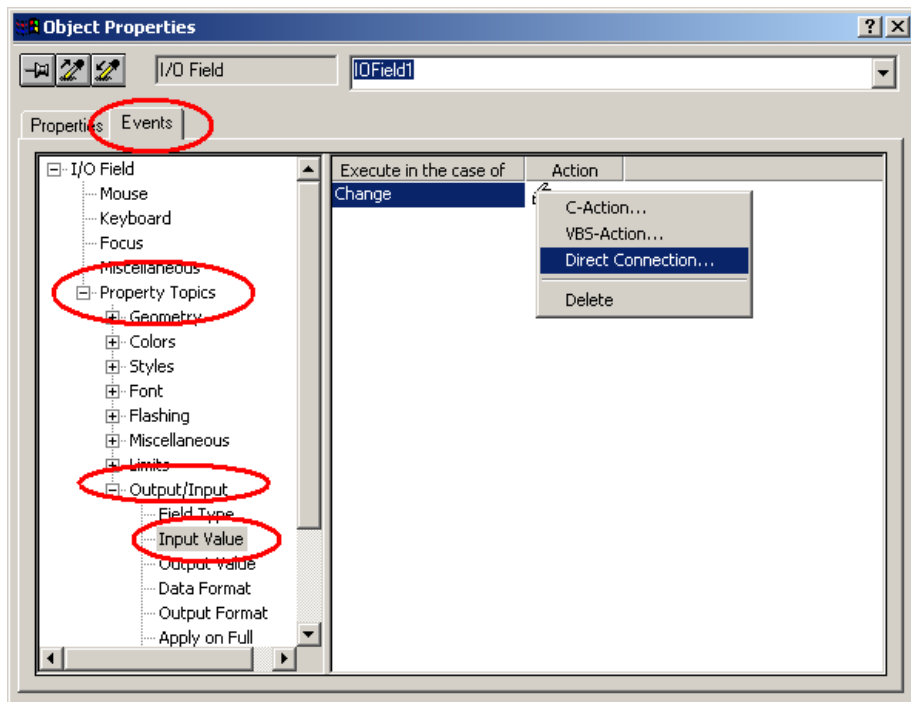 Object Properties
I/O Field
IOField1
Properties
Events
I/O Field
Mouse
Keyboard
Focus
Miscellaneous
Property Topics
Geometry
Colors
Styles
Font
Flashing
Miscellaneous
Limits
Output/Input
Field Type
Input Value
Output Value
Data Format
Output Format
Apply on Full
Execute in the case of
Action
Change
C-Action...
VBS-Action...
Direct Connection...
Delete